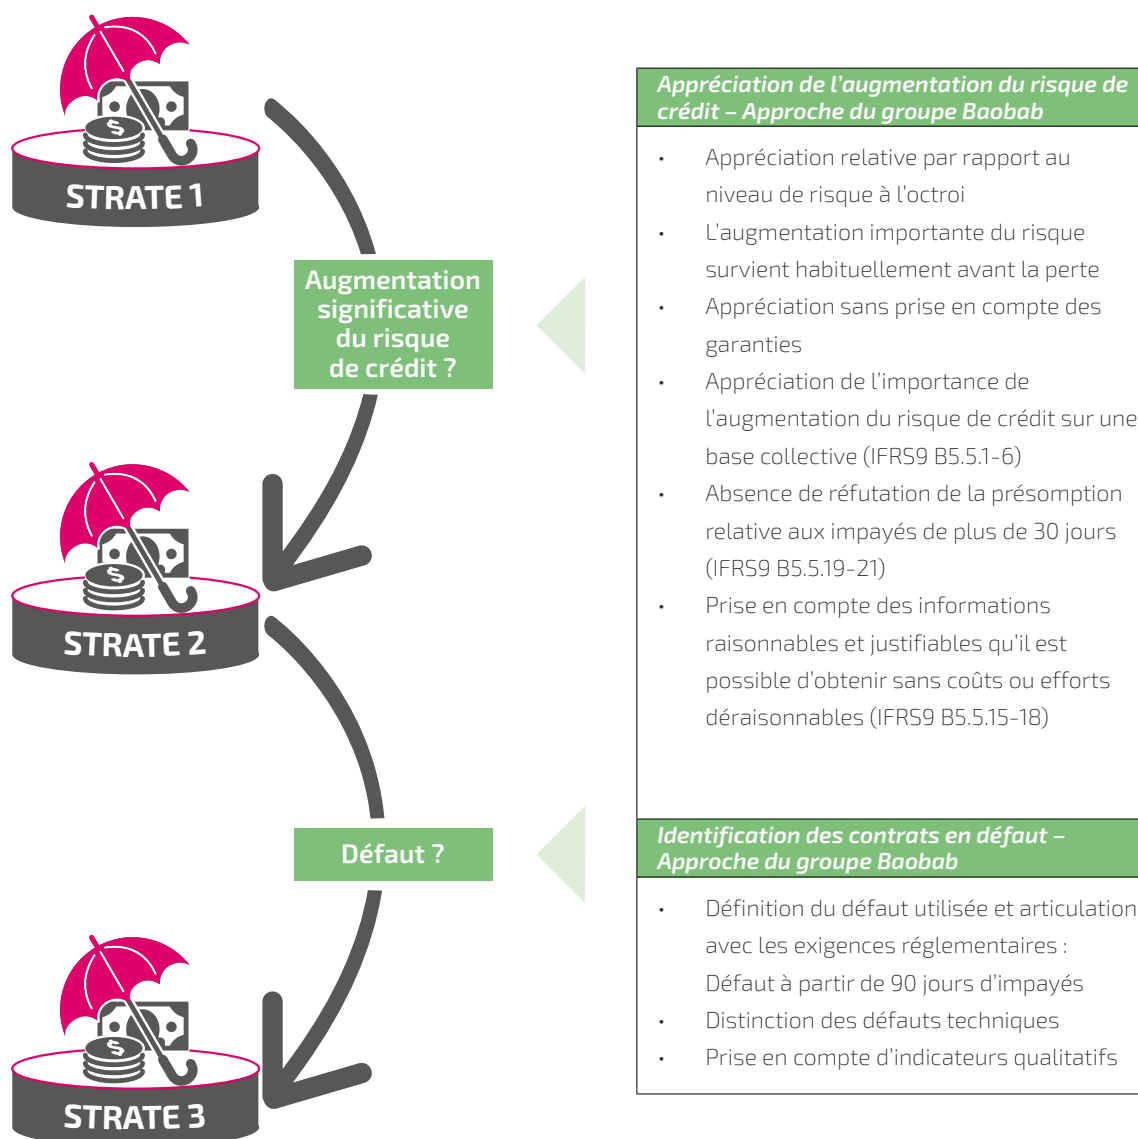 STRATE 1
Augmentation
significative
du risque
de crédit ?
STRATE 2
Défaut ?
STRATE 3
Appréciation de l’augmentation du risque de
crédit – Approche du groupe Baobab
• Appréciation relative par rapport au
niveau de risque à l’octroi
• L’augmentation importante du risque
survient habituellement avant la perte
• Appréciation sans prise en compte des
garanties
• Appréciation de l’importance de
l’augmentation du risque de crédit sur une
base collective (IFRS9 B5.5.1-6)
• Absence de réfutation de la présomption
relative aux impayés de plus de 30 jours
(IFRS9 B5.5.19-21)
• Prise en compte des informations
raisonnables et justifiables qu’il est
possible d’obtenir sans coûts ou efforts
déraisonnables (IFRS9 B5.5.15-18)
Identification des contrats en défaut –
Approche du groupe Baobab
• Définition du défaut utilisée et articulation
avec les exigences réglementaires :
Défaut à partir de 90 jours d’impayés
• Distinction des défauts techniques
• Prise en compte d’indicateurs qualitatifs